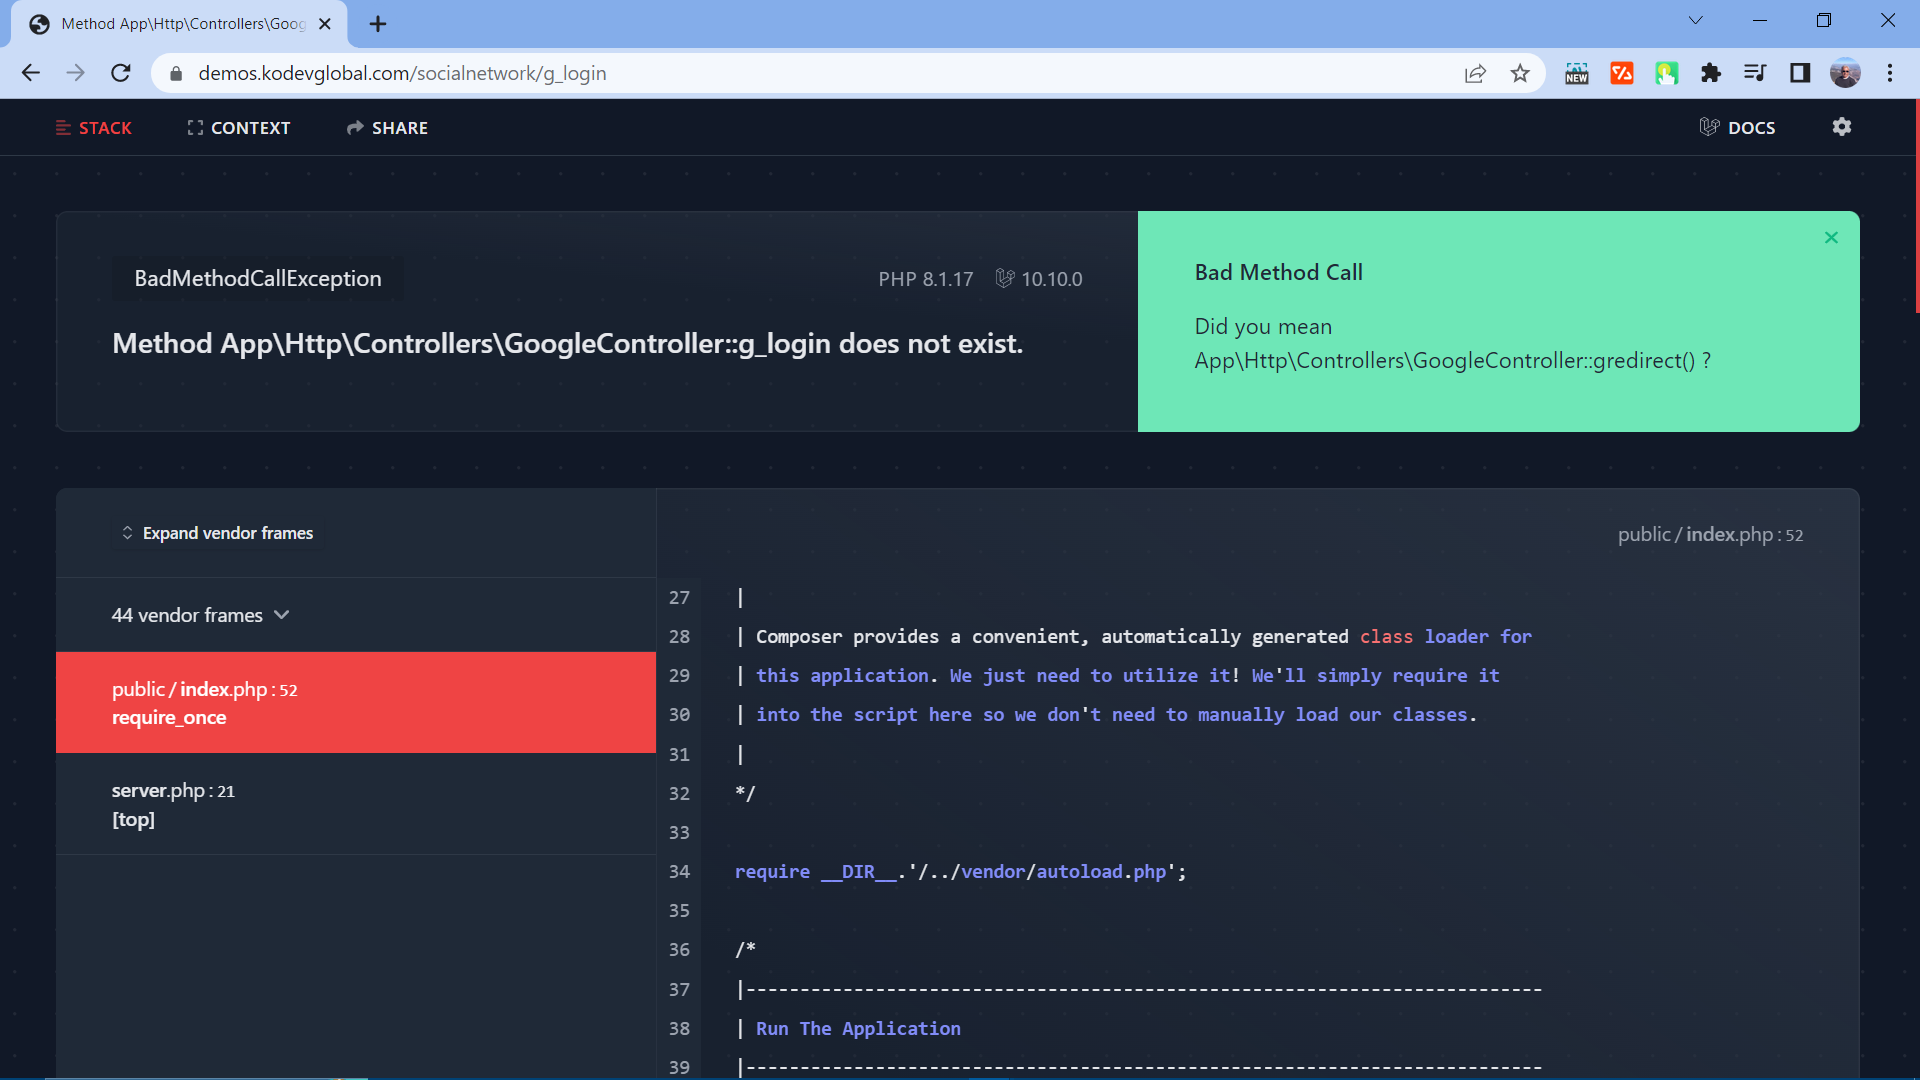 Method App\Http\Controllers\Goog
demos.kodevglobal.com/socialnetwork/g_login
NEW
STACK
CONTEXT
SHARE
DOCS
BadMethodCallException
PHP 8.1.17
10.10.0
Method App\Http\Controllers\GoogleController::g_login does not exist.
Bad Method Call
Did you mean
App\Http\Controllers\GoogleController::gredirect() ?
Expand vendor frames
44 vendor frames
public / index.php : 52
require_once
server.php : 21
[top]
public / index.php : 52
27 |
28 | Composer provides a convenient, automatically generated class loader for
29 | this application. We just need to utilize it! We'll simply require it
30 | into the script here so we don't need to manually load our classes.
31 |
32 */
33
34 require __DIR__.'/../vendor/autoload.php';
35
36 /*
37 |--------------------------------------------------------------------------
38 | Run The Application
39 |--------------------------------------------------------------------------